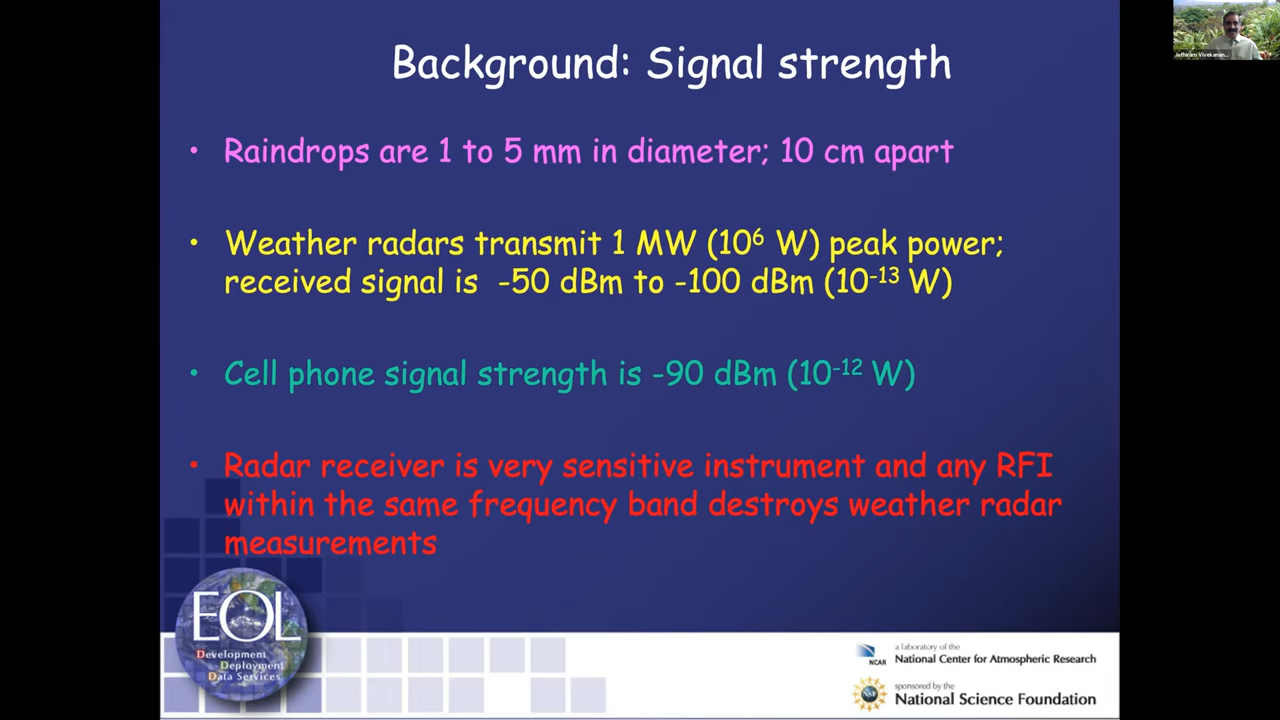 Background: Signal strength
• Raindrops are 1 to 5 mm in diameter; 10 cm apart
• Weather radars transmit 1 MW (10⁶ W) peak power;
received signal is -50 dBm to -100 dBm (10⁻¹³ W)
• Cell phone signal strength is -90 dBm (10⁻¹² W)
• Radar receiver is very sensitive instrument and any RFI
within the same frequency band destroys weather radar
measurements
EOL
Development
Deployment
Data Services
NCAR
a laboratory of the
National Center for Atmospheric Research
NSF
sponsored by the
National Science Foundation